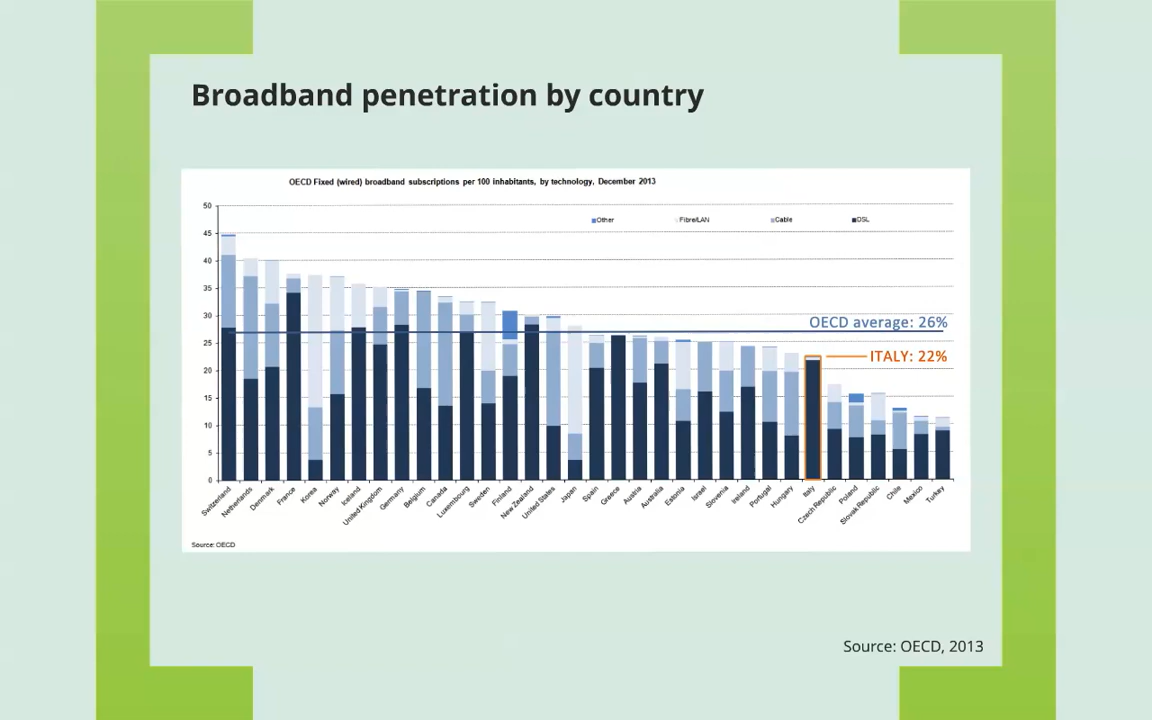 Broadband penetration by country
OECD Fixed (wired) broadband subscriptions per 100 inhabitants, by technology, December 2013
50
45
40
35
30
25
20
15
10
5
0
Other
Fibre/LAN
Cable
DSL
OECD average: 26%
ITALY: 22%
Switzerland
Netherlands
Denmark
France
Korea
Norway
Iceland
United Kingdom
Germany
Belgium
Canada
Luxembourg
Sweden
Finland
New Zealand
United States
Japan
Spain
Greece
Austria
Australia
Estonia
Israel
Slovenia
Ireland
Portugal
Hungary
Italy
Czech Republic
Poland
Slovak Republic
Chile
Mexico
Turkey
Source: OECD
Source: OECD, 2013